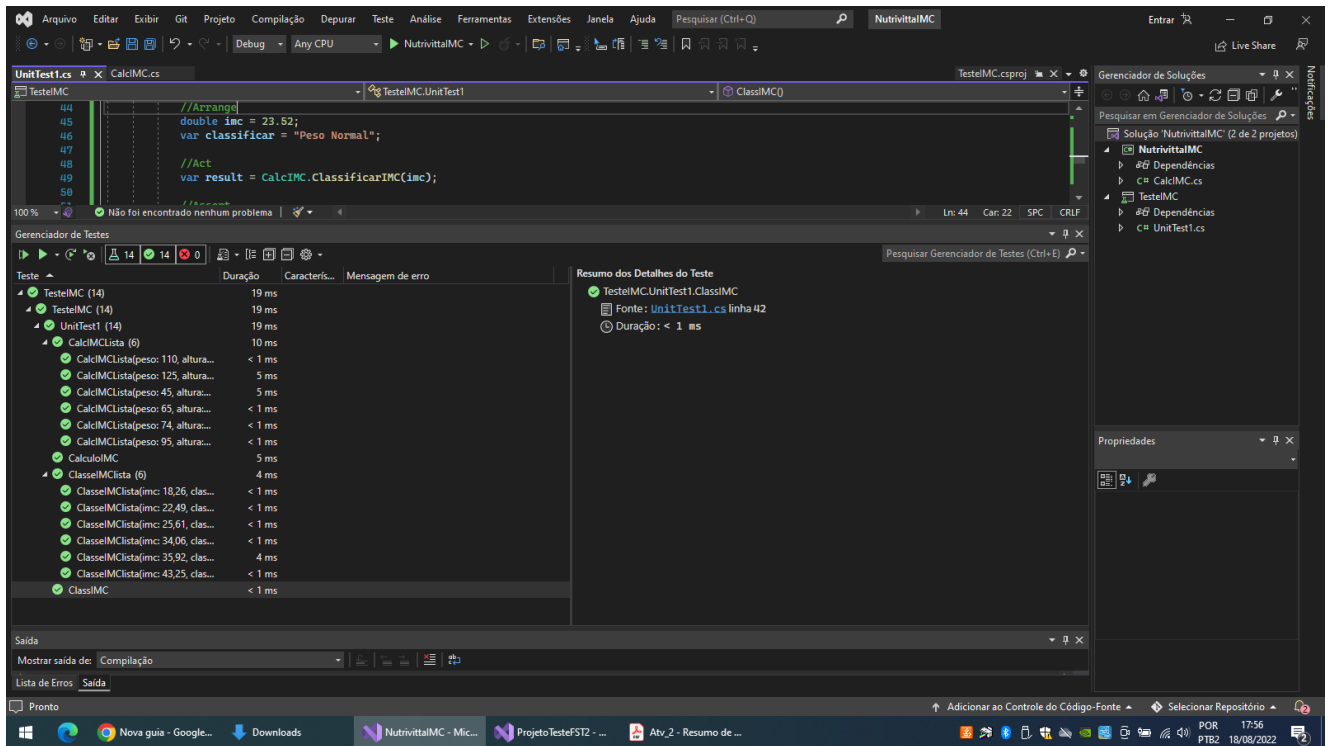 Arquivo Editar Exibir Git Projeto Compilação Depurar Teste Análise Ferramentas Extensões Janela Ajuda Pesquisar (Ctrl+Q) NutrivittalMC Entrar
Debug Any CPU NutrivittalMC Live Share
UnitTest1.cs CalcIMC.cs TesteIMC.csproj
TesteIMC TesteIMC.UnitTest1 ClassIMC()
44 //Arrange
45 double imc = 23.52;
46 var classificar = "Peso Normal";
47
48 //Act
49 var result = CalcIMC.ClassificarIMC(imc);
50
100 % Não foi encontrado nenhum problema Ln: 44 Car: 22 SPC CRLF
Gerenciador de Testes
14 14 0 Pesquisar Gerenciador de Testes (Ctrl+E)
Teste Duração Caracterís... Mensagem de erro
TesteIMC (14) 19 ms
TesteIMC (14) 19 ms
UnitTest1 (14) 19 ms
CalcIMCLista (6) 10 ms
CalcIMCLista(peso: 110, altura... < 1 ms
CalcIMCLista(peso: 125, altura... 5 ms
CalcIMCLista(peso: 45, altura:... 5 ms
CalcIMCLista(peso: 65, altura:... < 1 ms
CalcIMCLista(peso: 74, altura:... < 1 ms
CalcIMCLista(peso: 95, altura:... < 1 ms
CalculoIMC 5 ms
ClasseIMClista (6) 4 ms
ClasseIMClista(imc: 18,26, clas... < 1 ms
ClasseIMClista(imc: 22,49, clas... < 1 ms
ClasseIMClista(imc: 25,61, clas... < 1 ms
ClasseIMClista(imc: 34,06, clas... < 1 ms
ClasseIMClista(imc: 35,92, clas... 4 ms
ClasseIMClista(imc: 43,25, clas... < 1 ms
ClassIMC < 1 ms
Resumo dos Detalhes do Teste
TesteIMC.UnitTest1.ClassIMC
Fonte: UnitTest1.cs linha 42
Duração: < 1 ms
Gerenciador de Soluções
Pesquisar em Gerenciador de Soluções
Solução 'NutrivittalMC' (2 de 2 projetos)
NutrivittalMC
Dependências
C# CalcIMC.cs
TesteIMC
Dependências
C# UnitTest1.cs
Notificações
Propriedades
Saída
Mostrar saída de: Compilação
Lista de Erros Saída
Pronto Adicionar ao Controle do Código-Fonte Selecionar Repositório 2
Nova guia - Google... Downloads NutrivittalMC - Mic... ProjetoTesteFST2 - ... Atv_2 - Resumo de ... POR 17:56
PTB2 18/08/2022 2